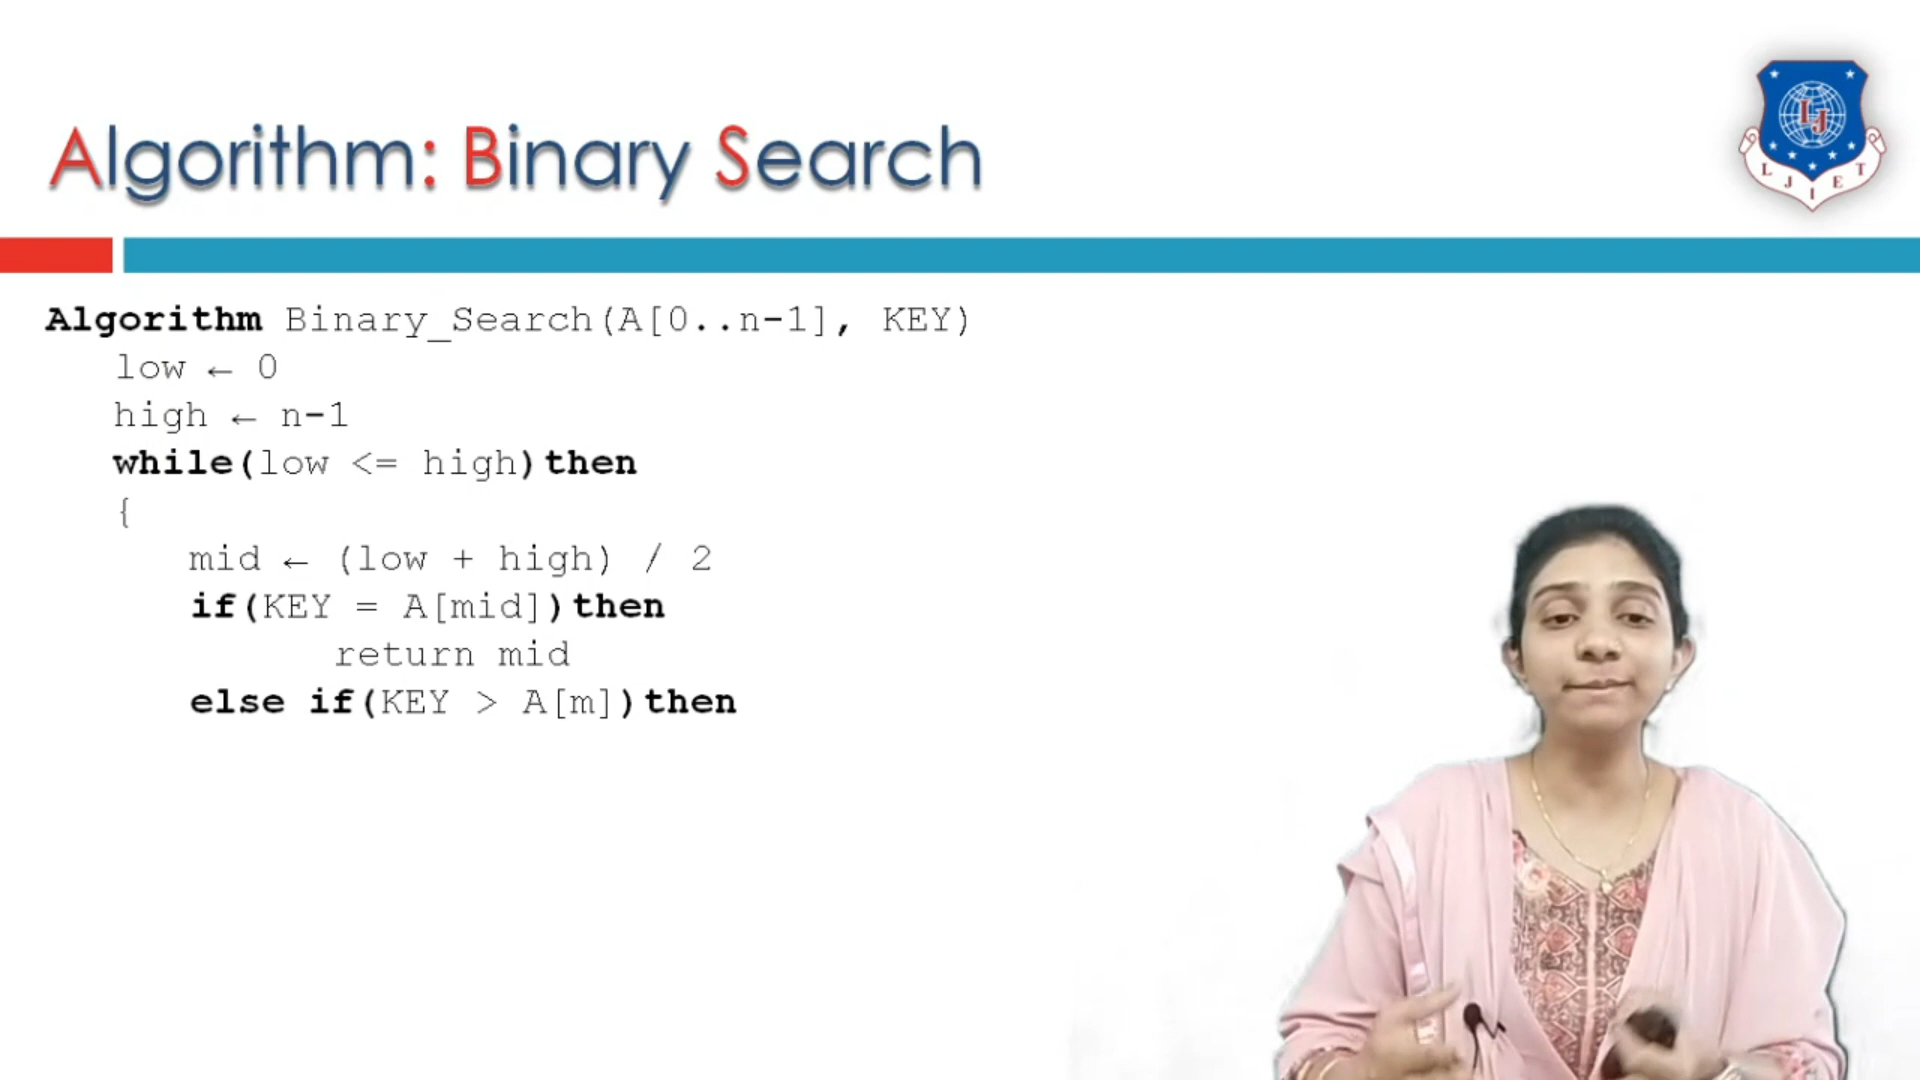 Algorithm: Binary Search
LJ
L J I E T
Algorithm Binary_Search(A[0..n-1], KEY)
low ← 0
high ← n-1
while(low <= high)then
{
mid ← (low + high) / 2
if(KEY = A[mid])then
return mid
else if(KEY > A[m])then